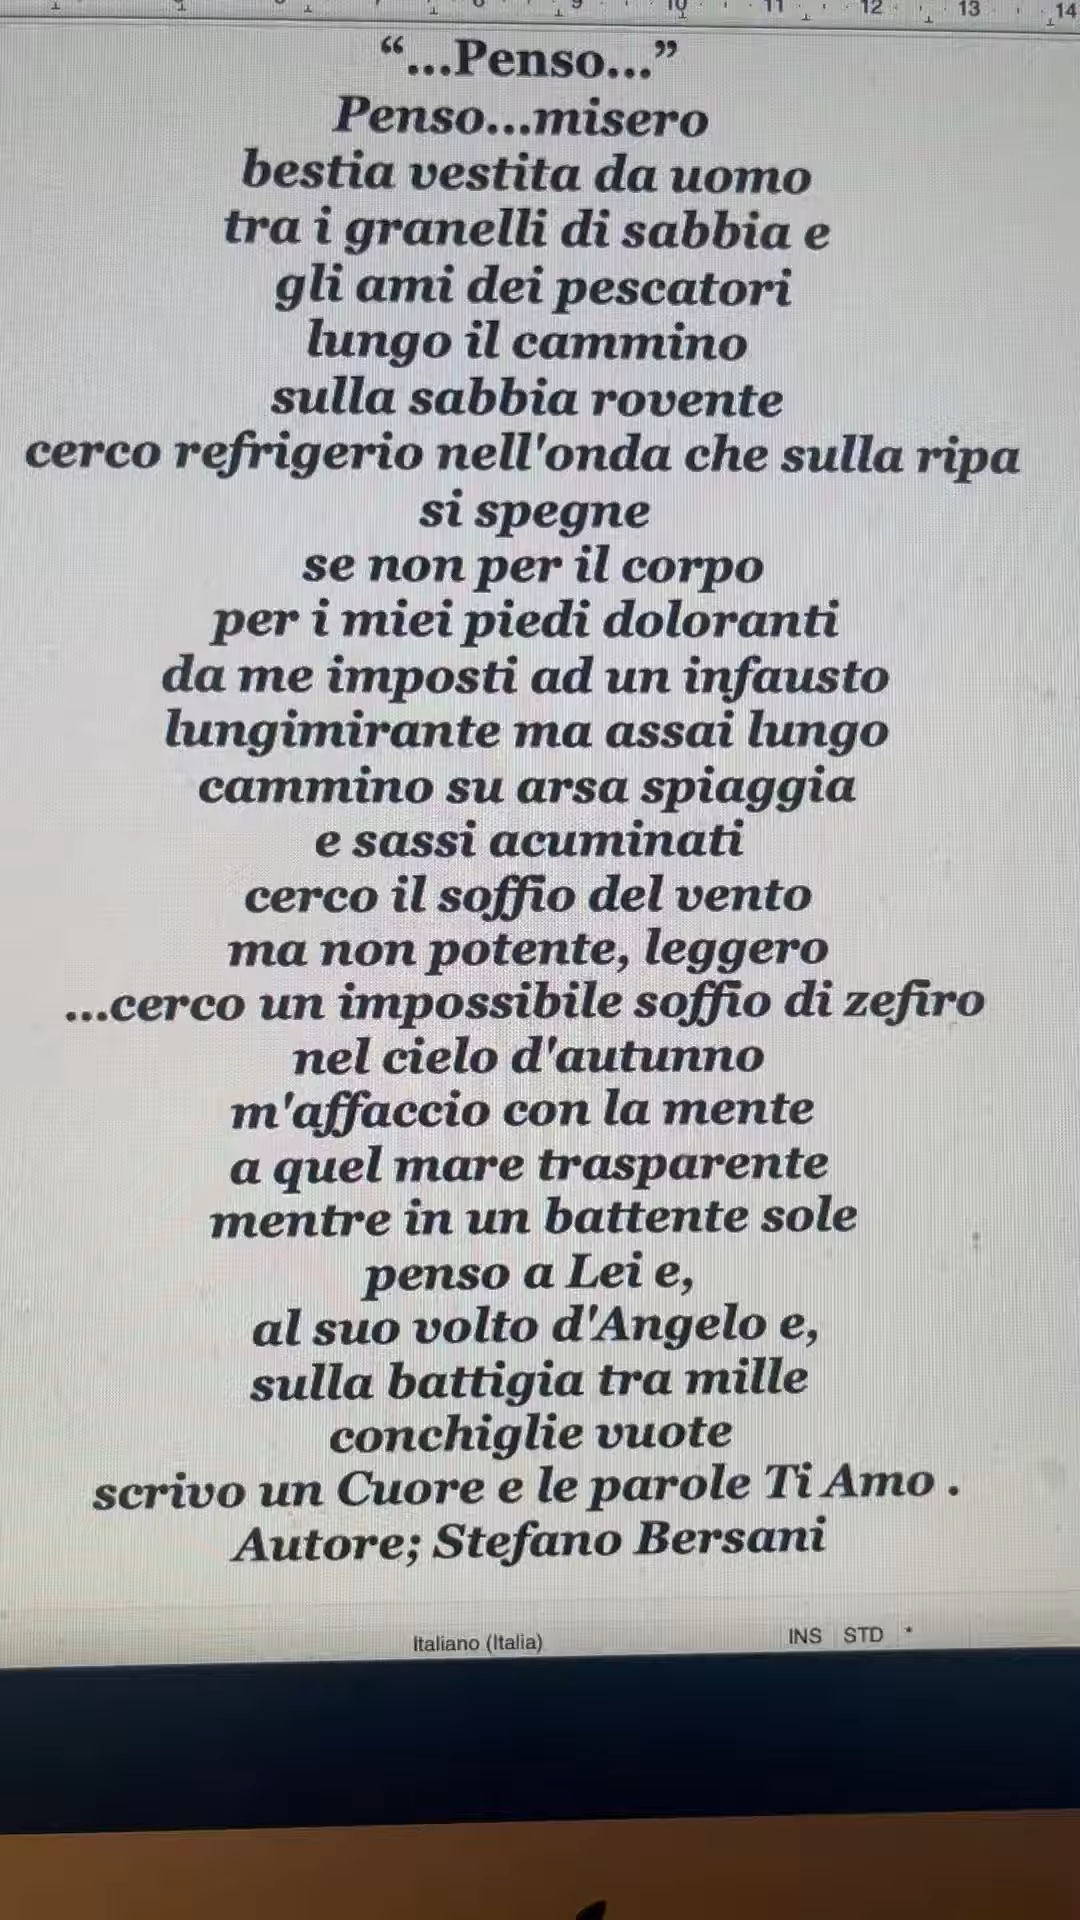 10 11 12 13 14
“...Penso...”
Penso...misero
bestia vestita da uomo
tra i granelli di sabbia e
gli ami dei pescatori
lungo il cammino
sulla sabbia rovente
cerco refrigerio nell'onda che sulla ripa
si spegne
se non per il corpo
per i miei piedi doloranti
da me imposti ad un infausto
lungimirante ma assai lungo
cammino su arsa spiaggia
e sassi acuminati
cerco il soffio del vento
ma non potente, leggero
...cerco un impossibile soffio di zefiro
nel cielo d'autunno
m'affaccio con la mente
a quel mare trasparente
mentre in un battente sole
penso a Lei e,
al suo volto d'Angelo e,
sulla battigia tra mille
conchiglie vuote
scrivo un Cuore e le parole Ti Amo .
Autore; Stefano Bersani
Italiano (Italia) INS STD *